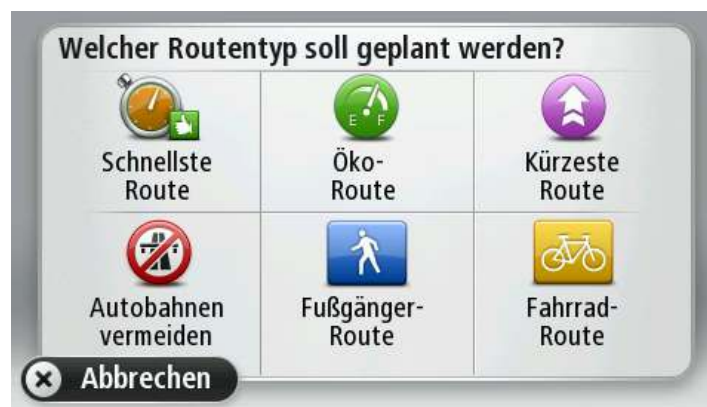 Welcher Routentyp soll geplant werden?
E F
Schnellste
Route
Öko-
Route
Kürzeste
Route
Autobahnen
vermeiden
Fußgänger-
Route
Fahrrad-
Route
Abbrechen